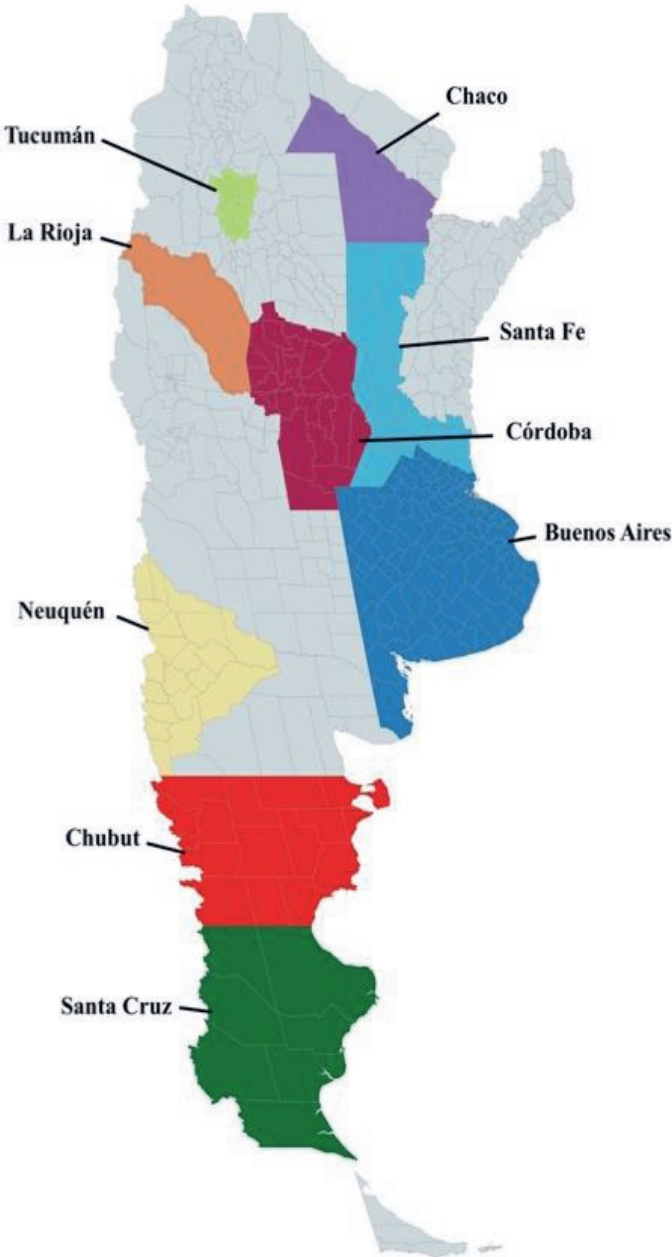 Chaco
Tucumán
La Rioja
Santa Fe
Córdoba
Buenos Aires
Neuquén
Chubut
Santa Cruz